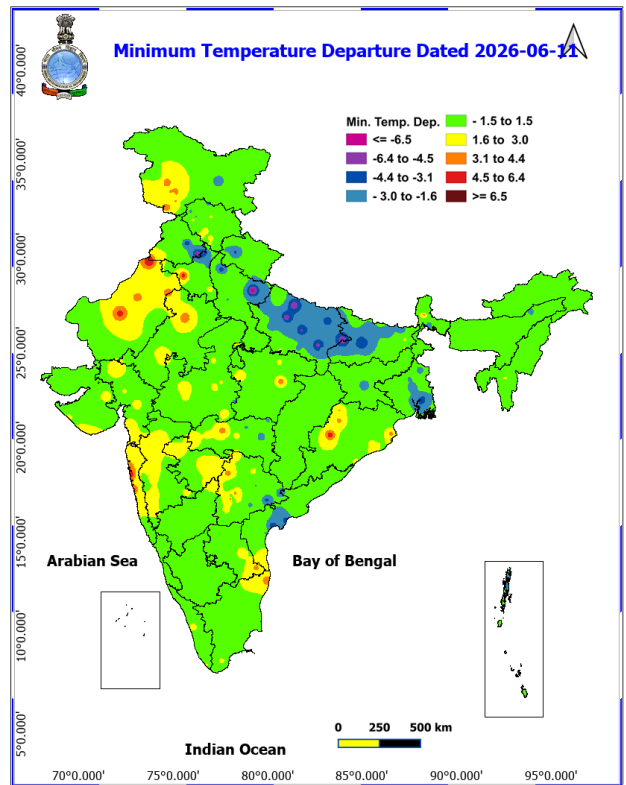 Minimum Temperature Departure Dated 2026-06-11
Min. Temp. Dep.
<= -6.5
-6.4 to -4.5
-4.4 to -3.1
- 3.0 to -1.6
- 1.5 to 1.5
1.6 to 3.0
3.1 to 4.4
4.5 to 6.4
>= 6.5
40°0.000'
35°0.000'
30°0.000'
25°0.000'
20°0.000'
15°0.000'
10°0.000'
5°0.000'
Arabian Sea
Bay of Bengal
Indian Ocean
0 250 500 km
70°0.000' 75°0.000' 80°0.000' 85°0.000' 90°0.000' 95°0.000'